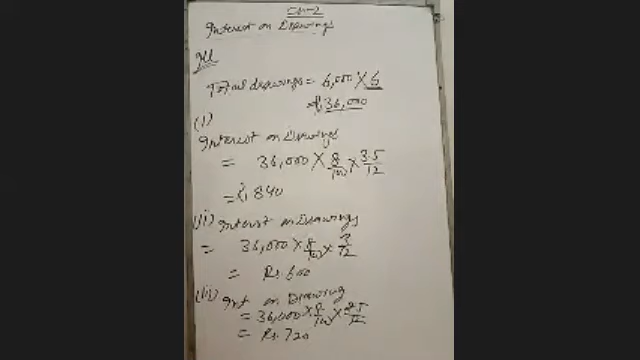 Ch-2
Interest on Drawings
Total drawings = 6,000 × 6
= ₹ 36,000
(i)
Interest on Drawings
= 36,000 × 8/100 × 3.5/12
= ₹ 840
(ii) Interest on Drawings
= 36,000 × 8/100 × 3/12
= Rs. 600
(iii) Int on Drawing
= 36,000 × 8/100 × 2.5/12
= Rs. 720